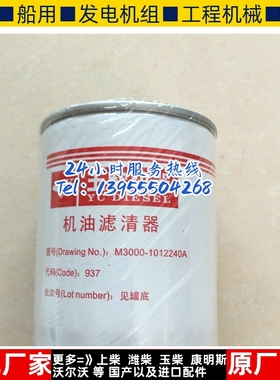 船用 发电机组 工程机械
24小时服务热线
Tel：13955504268
YC DIESEL
机油滤清器
图号(Drawing No.)：M3000-1012240A
代码(Code)：937
批次号(Lot number)：见罐底
原厂 厂家
更多=》上柴 潍柴 玉柴 康明斯
沃尔沃 等 国产以及进口配件